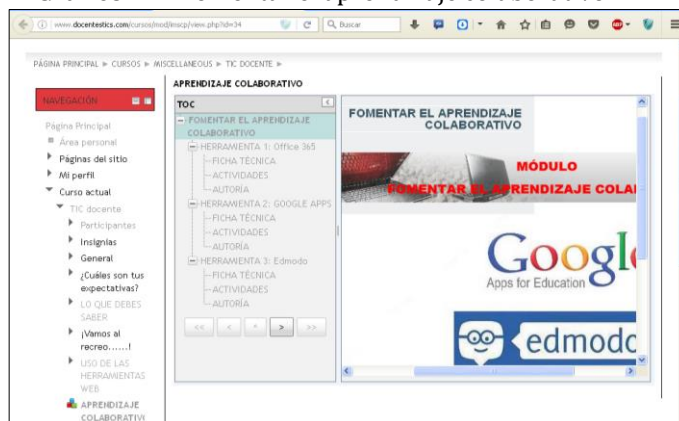 www.docentestics.com/cursos/mod/imscp/view.php?id=34
Buscar
PÁGINA PRINCIPAL ► CURSOS ► MISCELLANEOUS ► TIC DOCENTE ►
NAVEGACIÓN
Página Principal
Área personal
Páginas del sitio
Mi perfil
Curso actual
TIC docente
Participantes
Insignias
General
¿Cuáles son tus
expectativas?
LO QUE DEBES
SABER
¡Vamos al
recreo......!
USO DE LAS
HERRAMIENTAS
WEB
APRENDIZAJE
COLABORATIV
APRENDIZAJE COLABORATIVO
TOC
FOMENTAR EL APRENDIZAJE
COLABORATIVO
HERRAMIENTA 1: Office 365
FICHA TÉCNICA
ACTIVIDADES
AUTORÍA
HERRAMIENTA 2: GOOGLE APPS
FICHA TÉCNICA
ACTIVIDADES
AUTORÍA
HERRAMIENTA 3: Edmodo
FICHA TÉCNICA
ACTIVIDADES
AUTORÍA
<< < ^ > >>
FOMENTAR EL APRENDIZAJE
COLABORATIVO
MÓDULO
FOMENTAR EL APRENDIZAJE COLA
Google
Apps for Education
edmodo